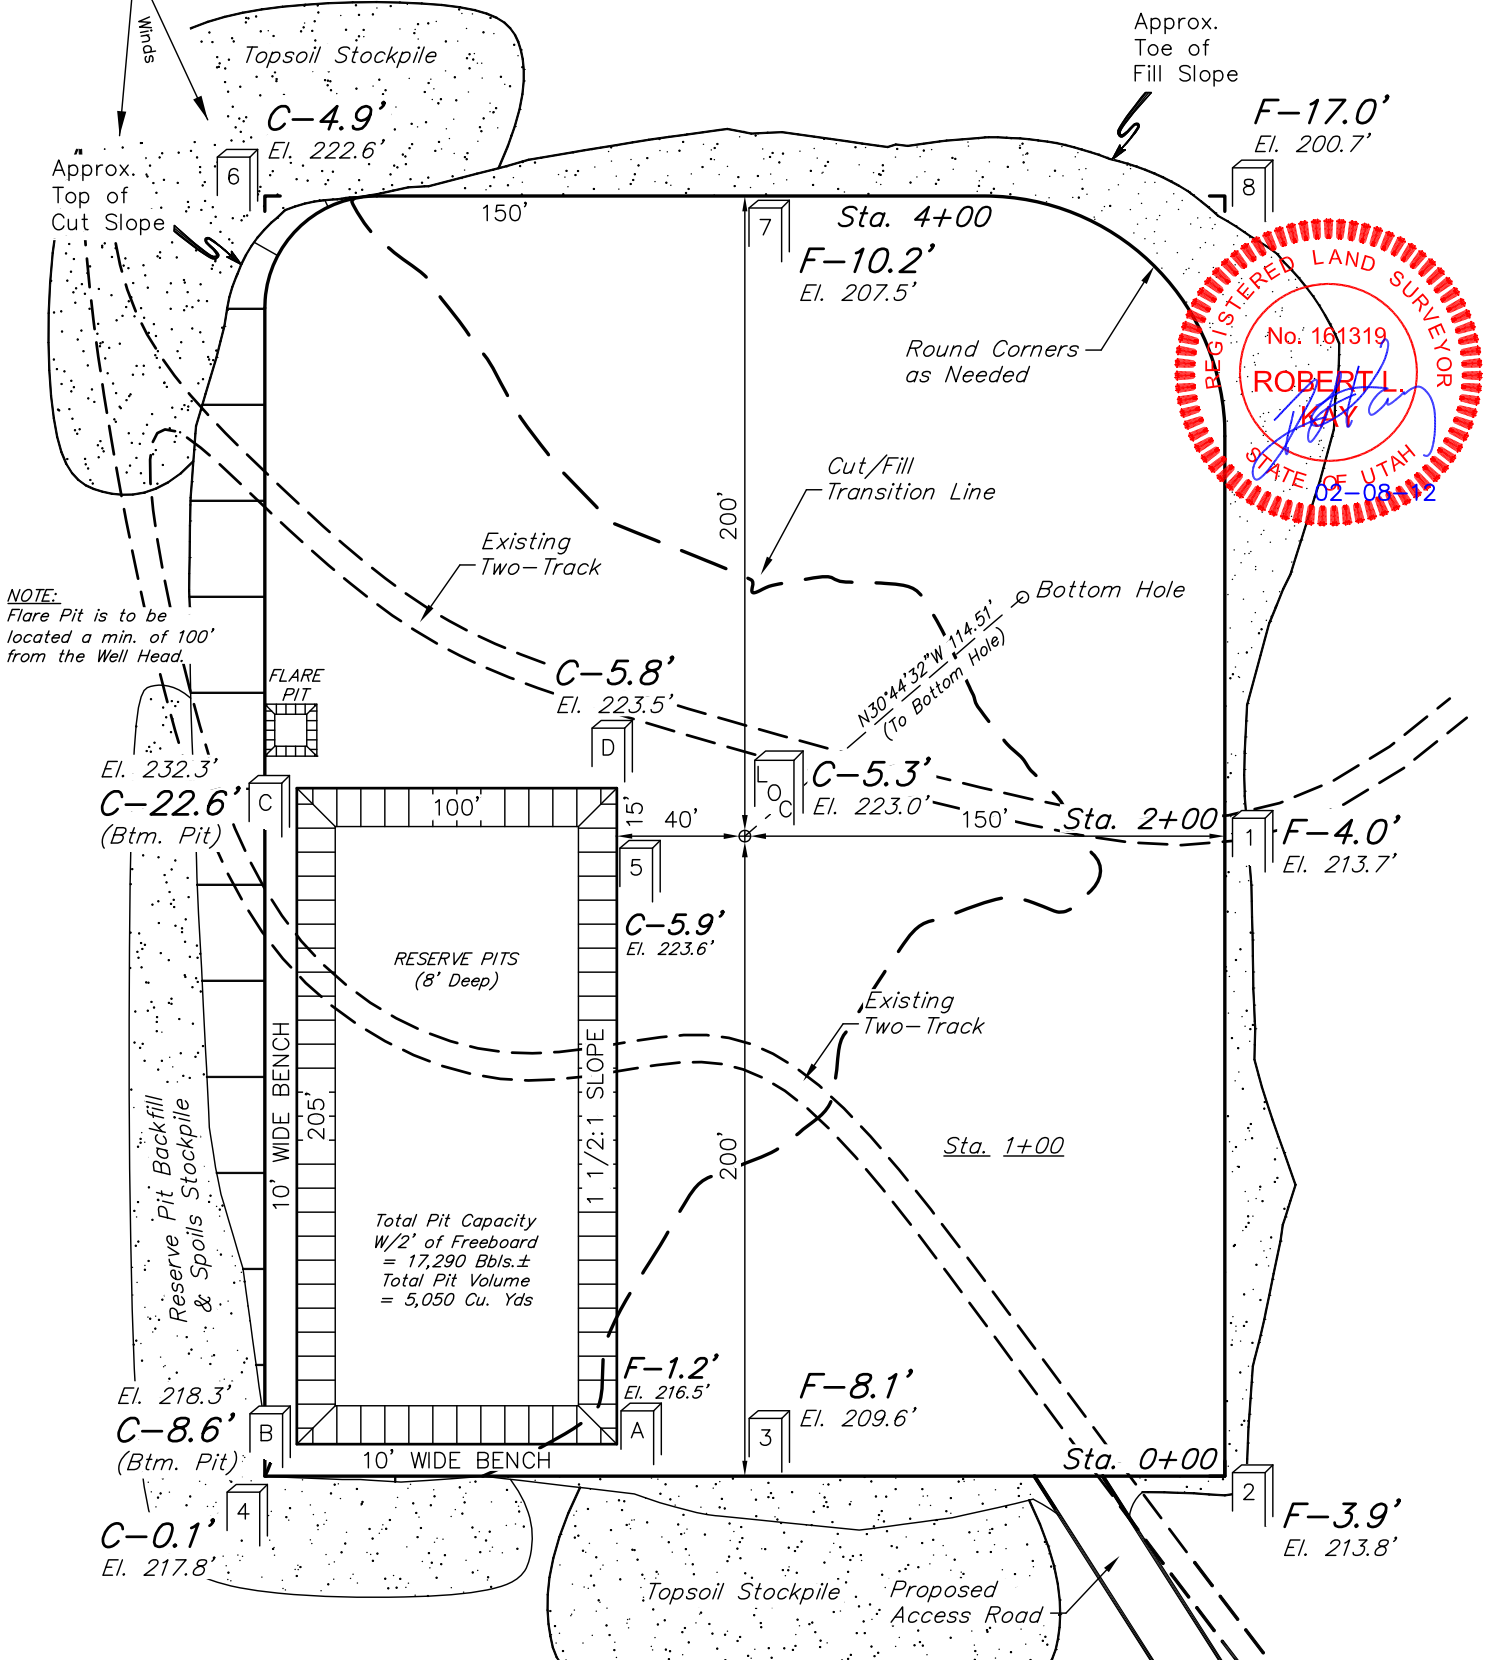 Winds
Topsoil Stockpile
Approx.
Toe of
Fill Slope
C-4.9'
El. 222.6'
6
F-17.0'
El. 200.7'
8
Approx.
Top of
Cut Slope
150'
7
Sta. 4+00
F-10.2'
El. 207.5'
Round Corners
as Needed
REGISTERED LAND SURVEYOR
No. 161319
ROBERT L.
KAY
STATE OF UTAH
02-08-12
Cut/Fill
Transition Line
200'
Existing
Two-Track
NOTE:
Flare Pit is to be
located a min. of 100'
from the Well Head.
Bottom Hole
N30°44'32"W 114.51'
(To Bottom Hole)
FLARE
PIT
C-5.8'
El. 223.5'
D
El. 232.3'
C-22.6'
(Btm. Pit)
C
100'
15'
40'
LOC
C-5.3'
El. 223.0'
150'
Sta. 2+00
1
F-4.0'
El. 213.7'
5
C-5.9'
El. 223.6'
RESERVE PITS
(8' Deep)
Existing
Two-Track
10' WIDE BENCH
205'
1 1/2:1 SLOPE
200'
Sta. 1+00
Reserve Pit Backfill
& Spoils Stockpile
Total Pit Capacity
W/2' of Freeboard
= 17,290 Bbls.±
Total Pit Volume
= 5,050 Cu. Yds
El. 218.3'
C-8.6'
(Btm. Pit)
B
F-1.2'
El. 216.5'
A
F-8.1'
El. 209.6'
3
10' WIDE BENCH
Sta. 0+00
2
F-3.9'
El. 213.8'
4
C-0.1'
El. 217.8'
Topsoil Stockpile
Proposed
Access Road